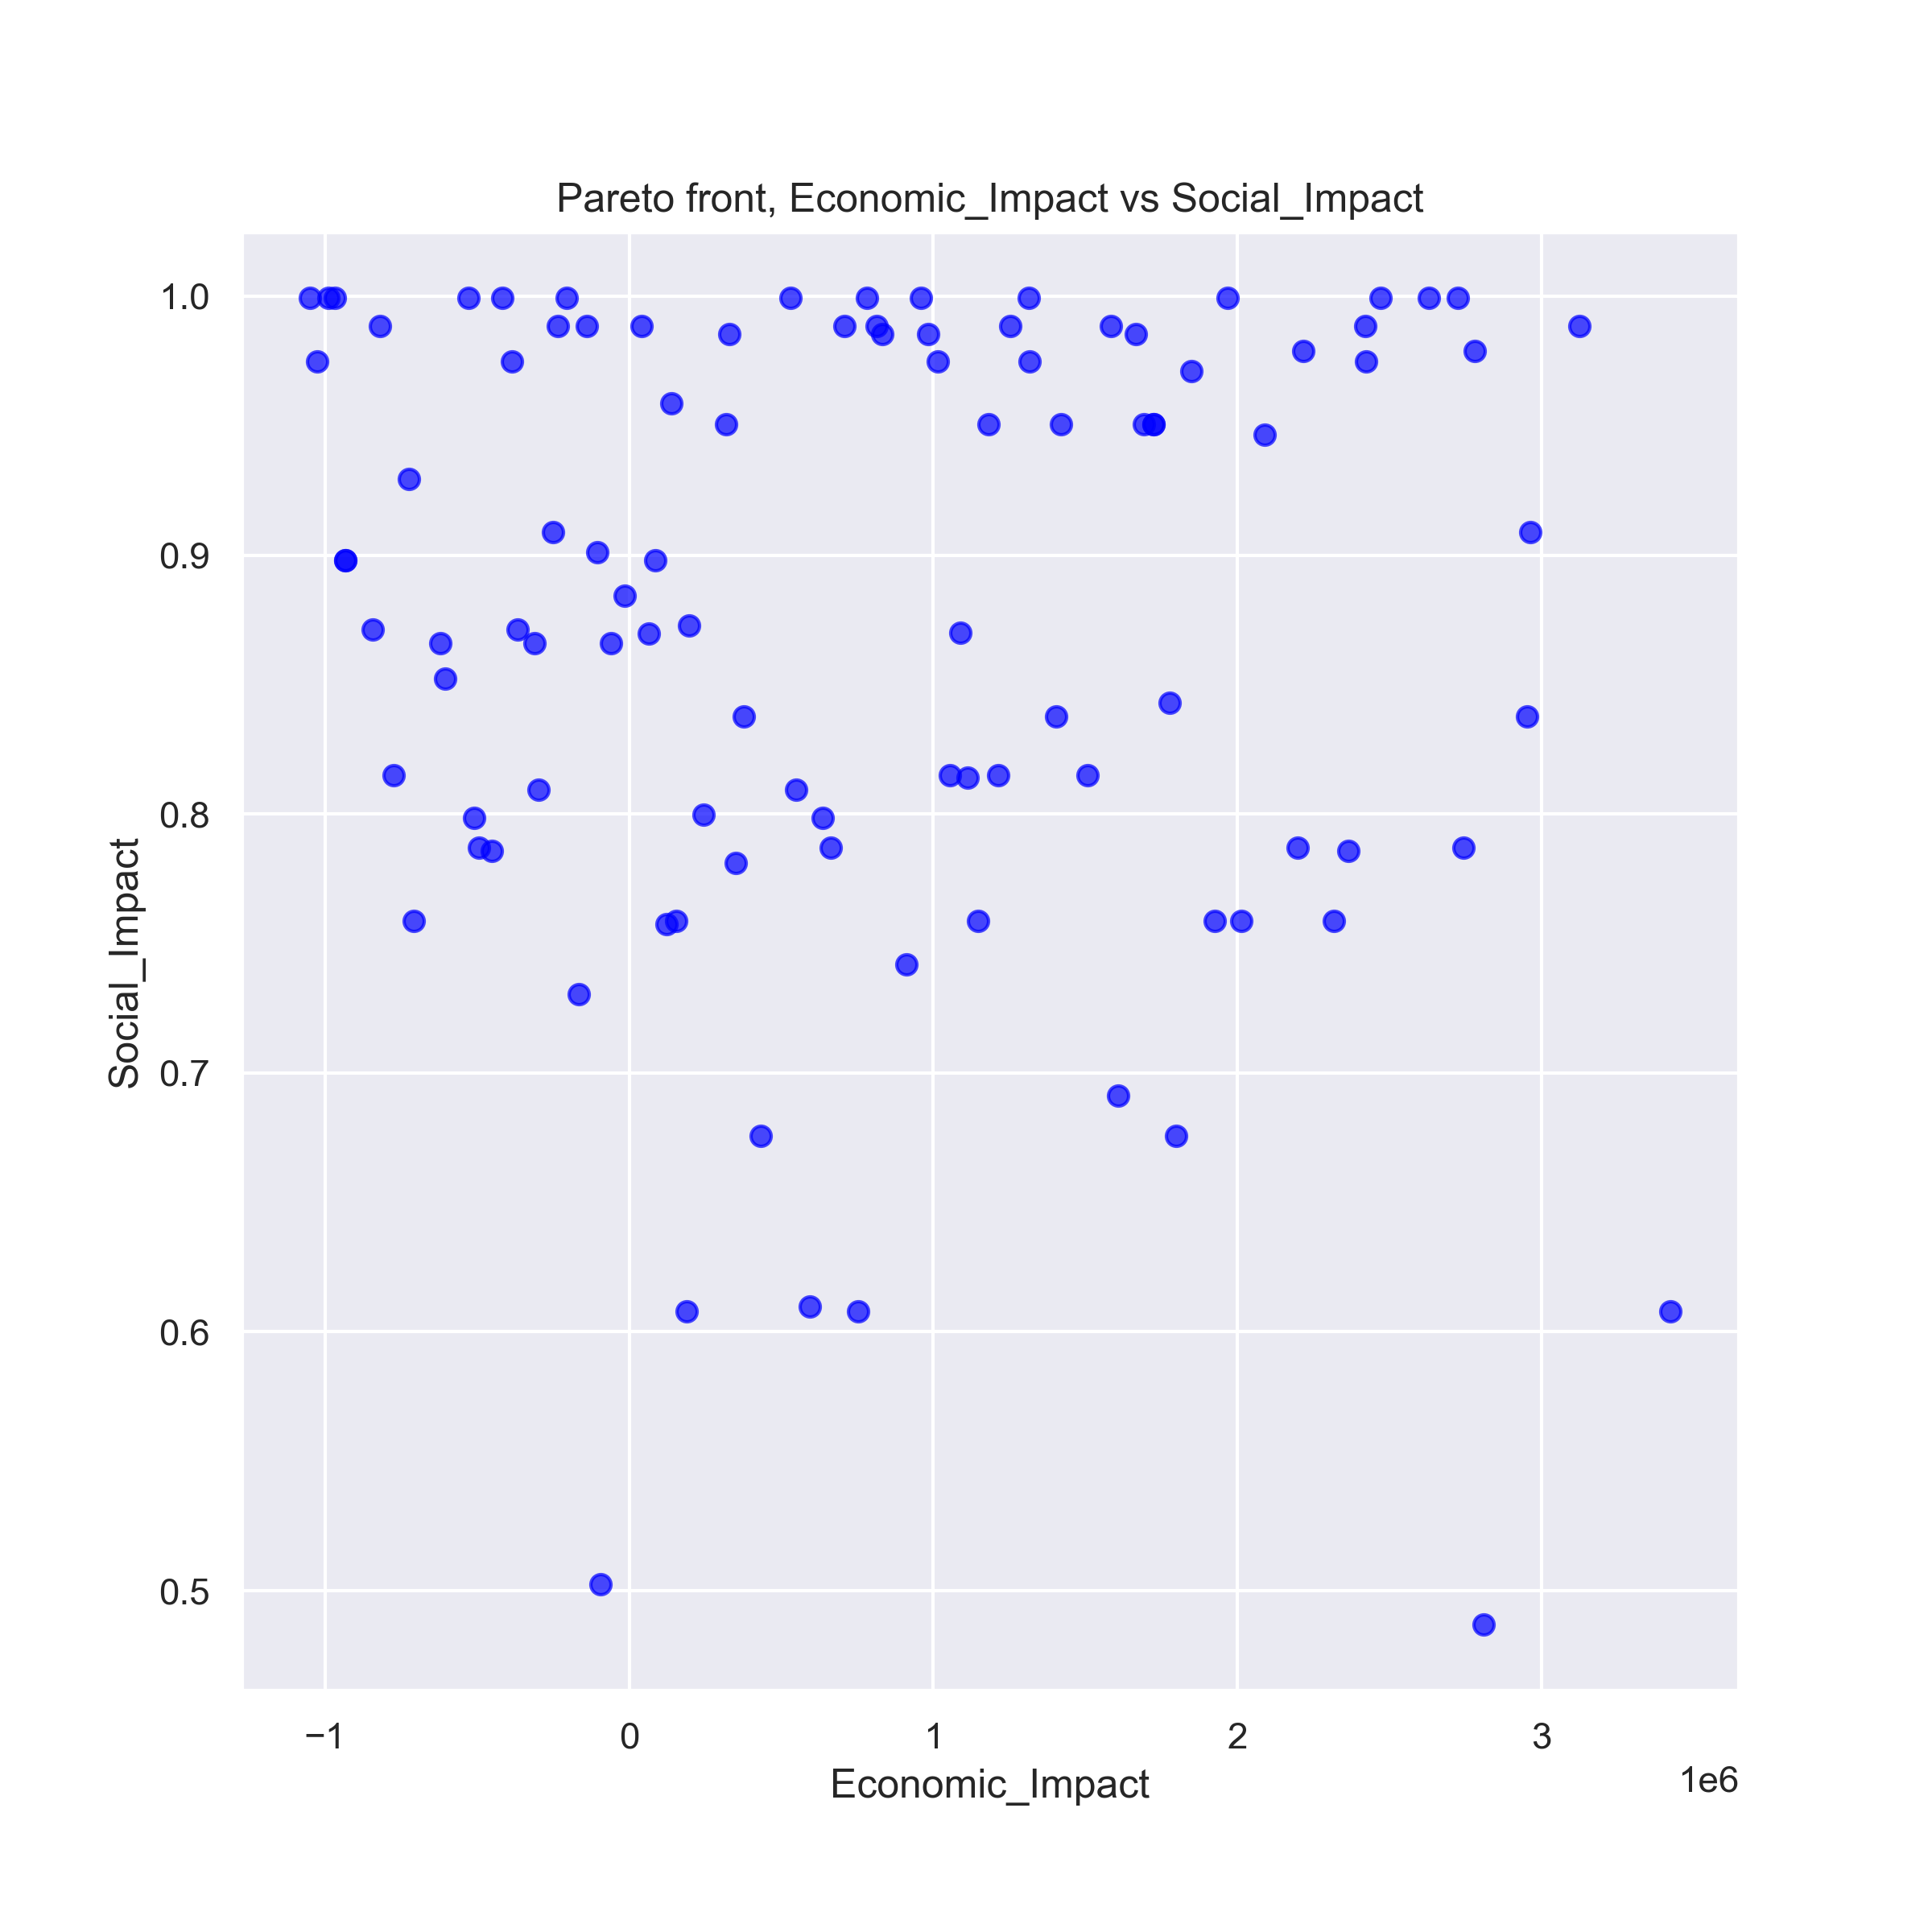 Pareto front, Economic_Impact vs Social_Impact
1.0
0.9
0.8
0.7
0.6
0.5
Social_Impact
−1 0 1 2 3
Economic_Impact
1e6